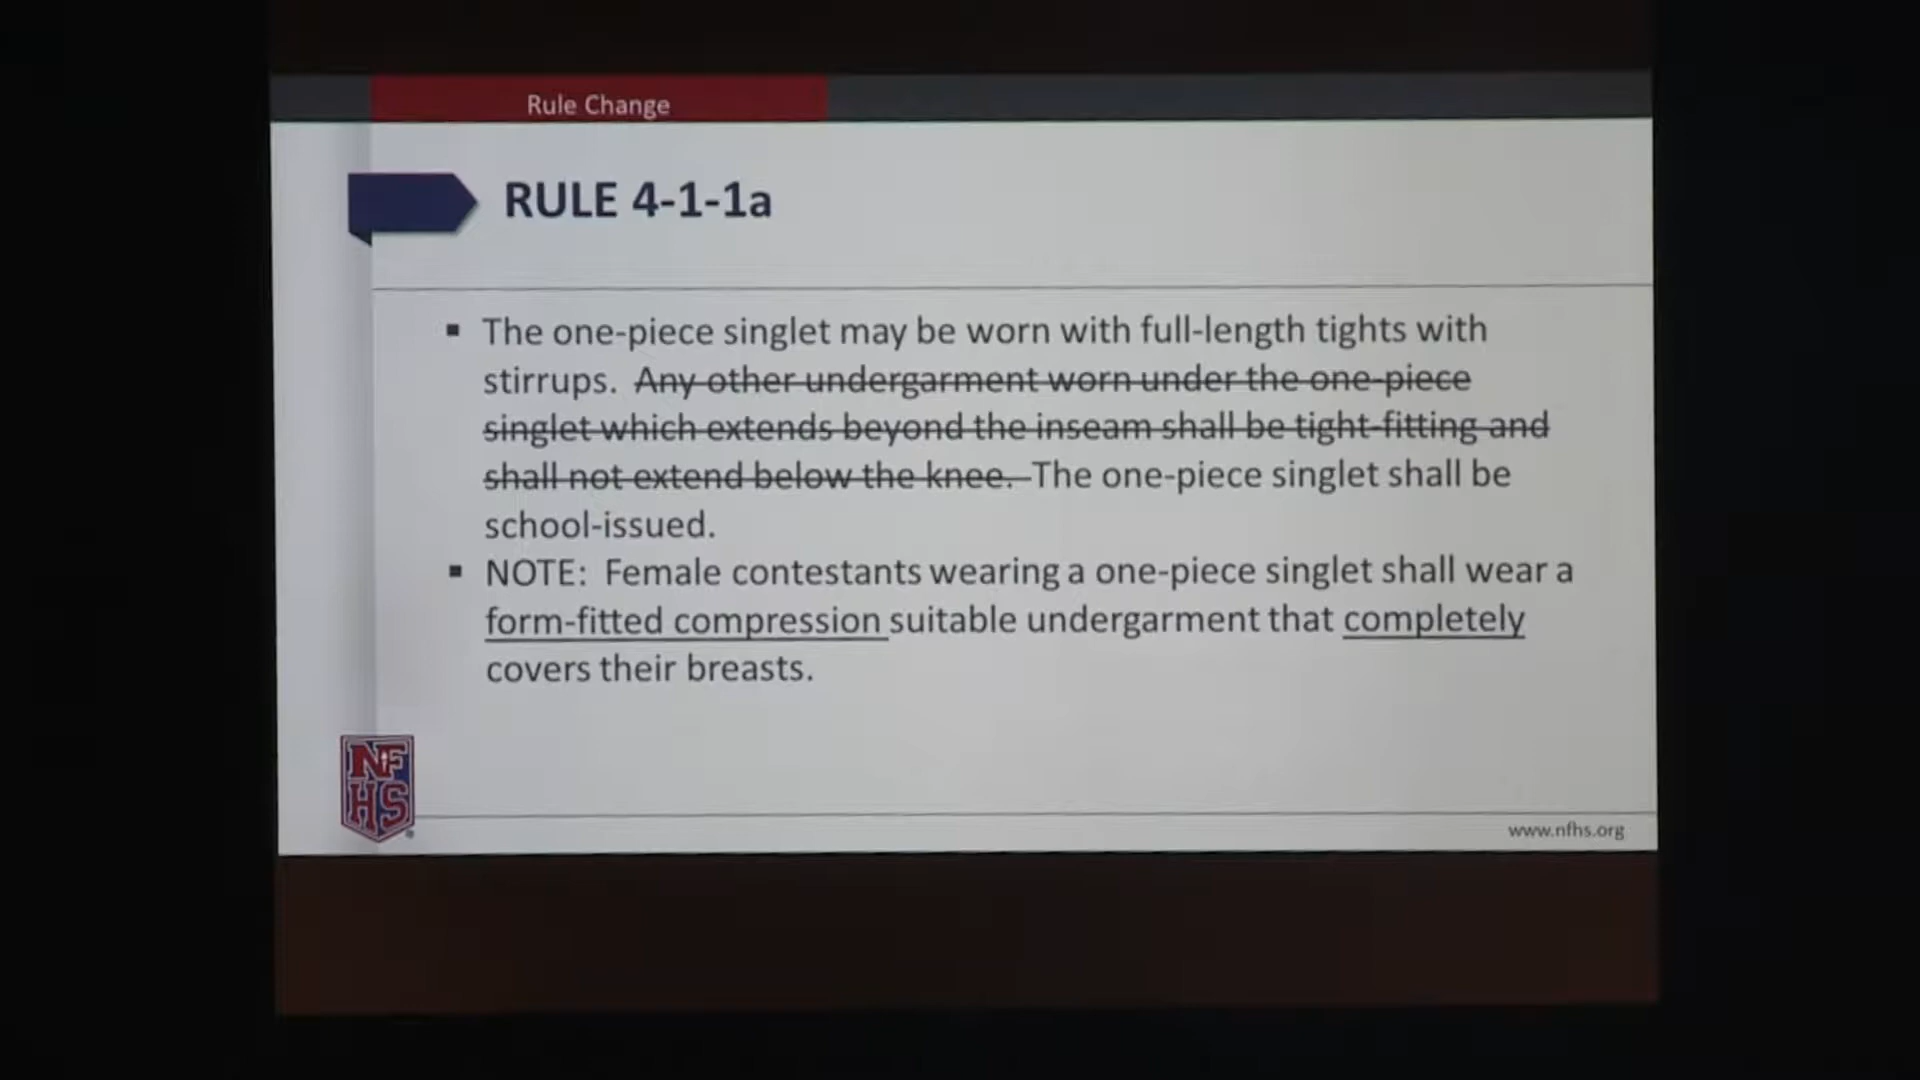 Rule Change
RULE 4-1-1a
▪ The one-piece singlet may be worn with full-length tights with
stirrups. Any other undergarment worn under the one-piece
singlet which extends beyond the inseam shall be tight-fitting and
shall not extend below the knee. The one-piece singlet shall be
school-issued.
▪ NOTE: Female contestants wearing a one-piece singlet shall wear a
form-fitted compression suitable undergarment that completely
covers their breasts.
NF
HS
www.nfhs.org